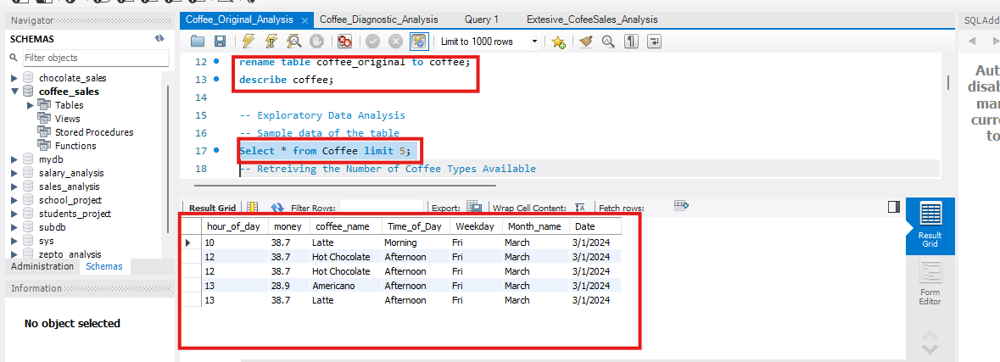 Navigator
SCHEMAS
Filter objects
chocolate_sales
coffee_sales
Tables
Views
Stored Procedures
Functions
mydb
salary_analysis
sales_analysis
school_project
students_project
subdb
sys
zepto_analysis
Administration Schemas
Information
No object selected
Coffee_Original_Analysis Coffee_Diagnostic_Analysis Query 1 Extesive_CofeeSales_Analysis
Limit to 1000 rows
12 rename table coffee_original to coffee;
13 describe coffee;
14
15 -- Exploratory Data Analysis
16 -- Sample data of the table
17 Select * from Coffee limit 5;
18 -- Retreiving the Number of Coffee Types Available
Result Grid Filter Rows: Export: Wrap Cell Content: Fetch rows:
hour_of_day money coffee_name Time_of_Day Weekday Month_name Date
10 38.7 Latte Morning Fri March 3/1/2024
12 38.7 Hot Chocolate Afternoon Fri March 3/1/2024
12 38.7 Hot Chocolate Afternoon Fri March 3/1/2024
13 28.9 Americano Afternoon Fri March 3/1/2024
13 38.7 Latte Afternoon Fri March 3/1/2024
Result
Grid
Form
Editor
SQLAdd
Aut
disab
mar
curre
to